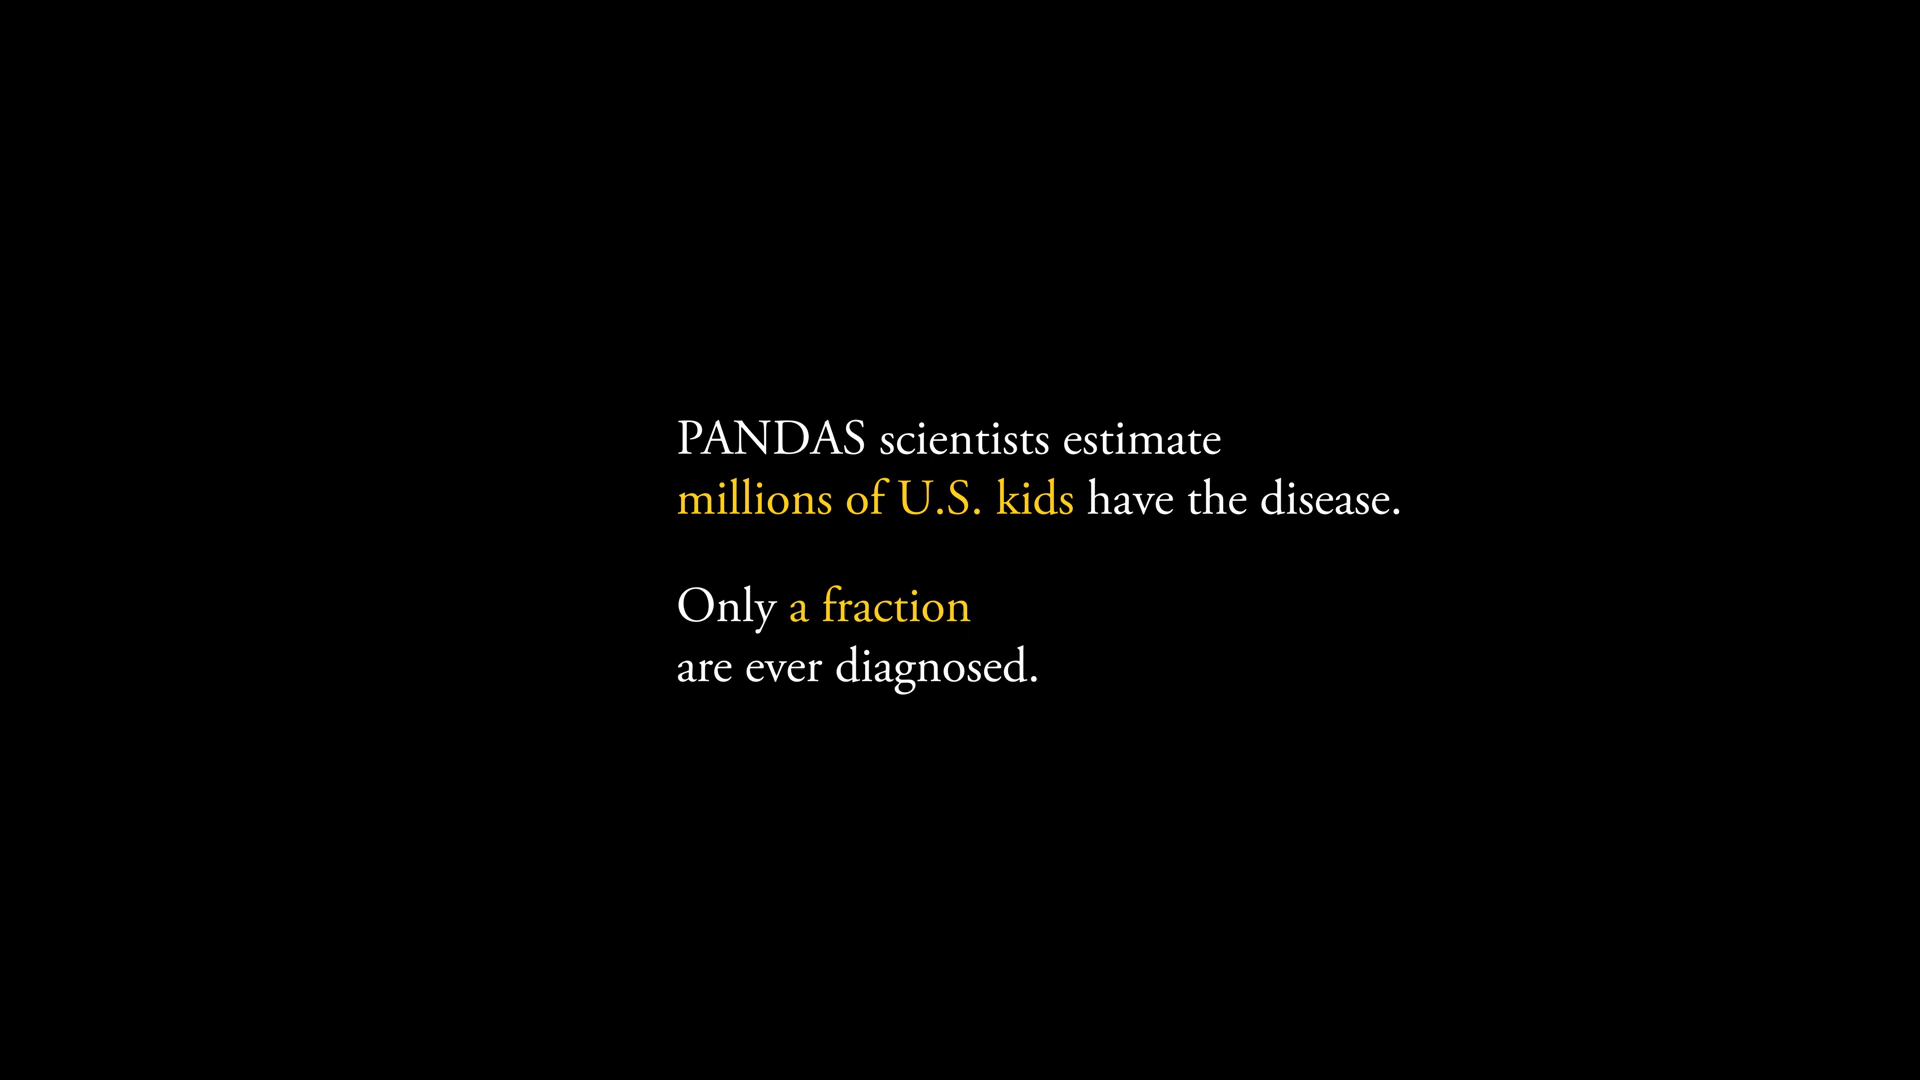 PANDAS scientists estimate
millions of U.S. kids have the disease.
Only a fraction
are ever diagnosed.